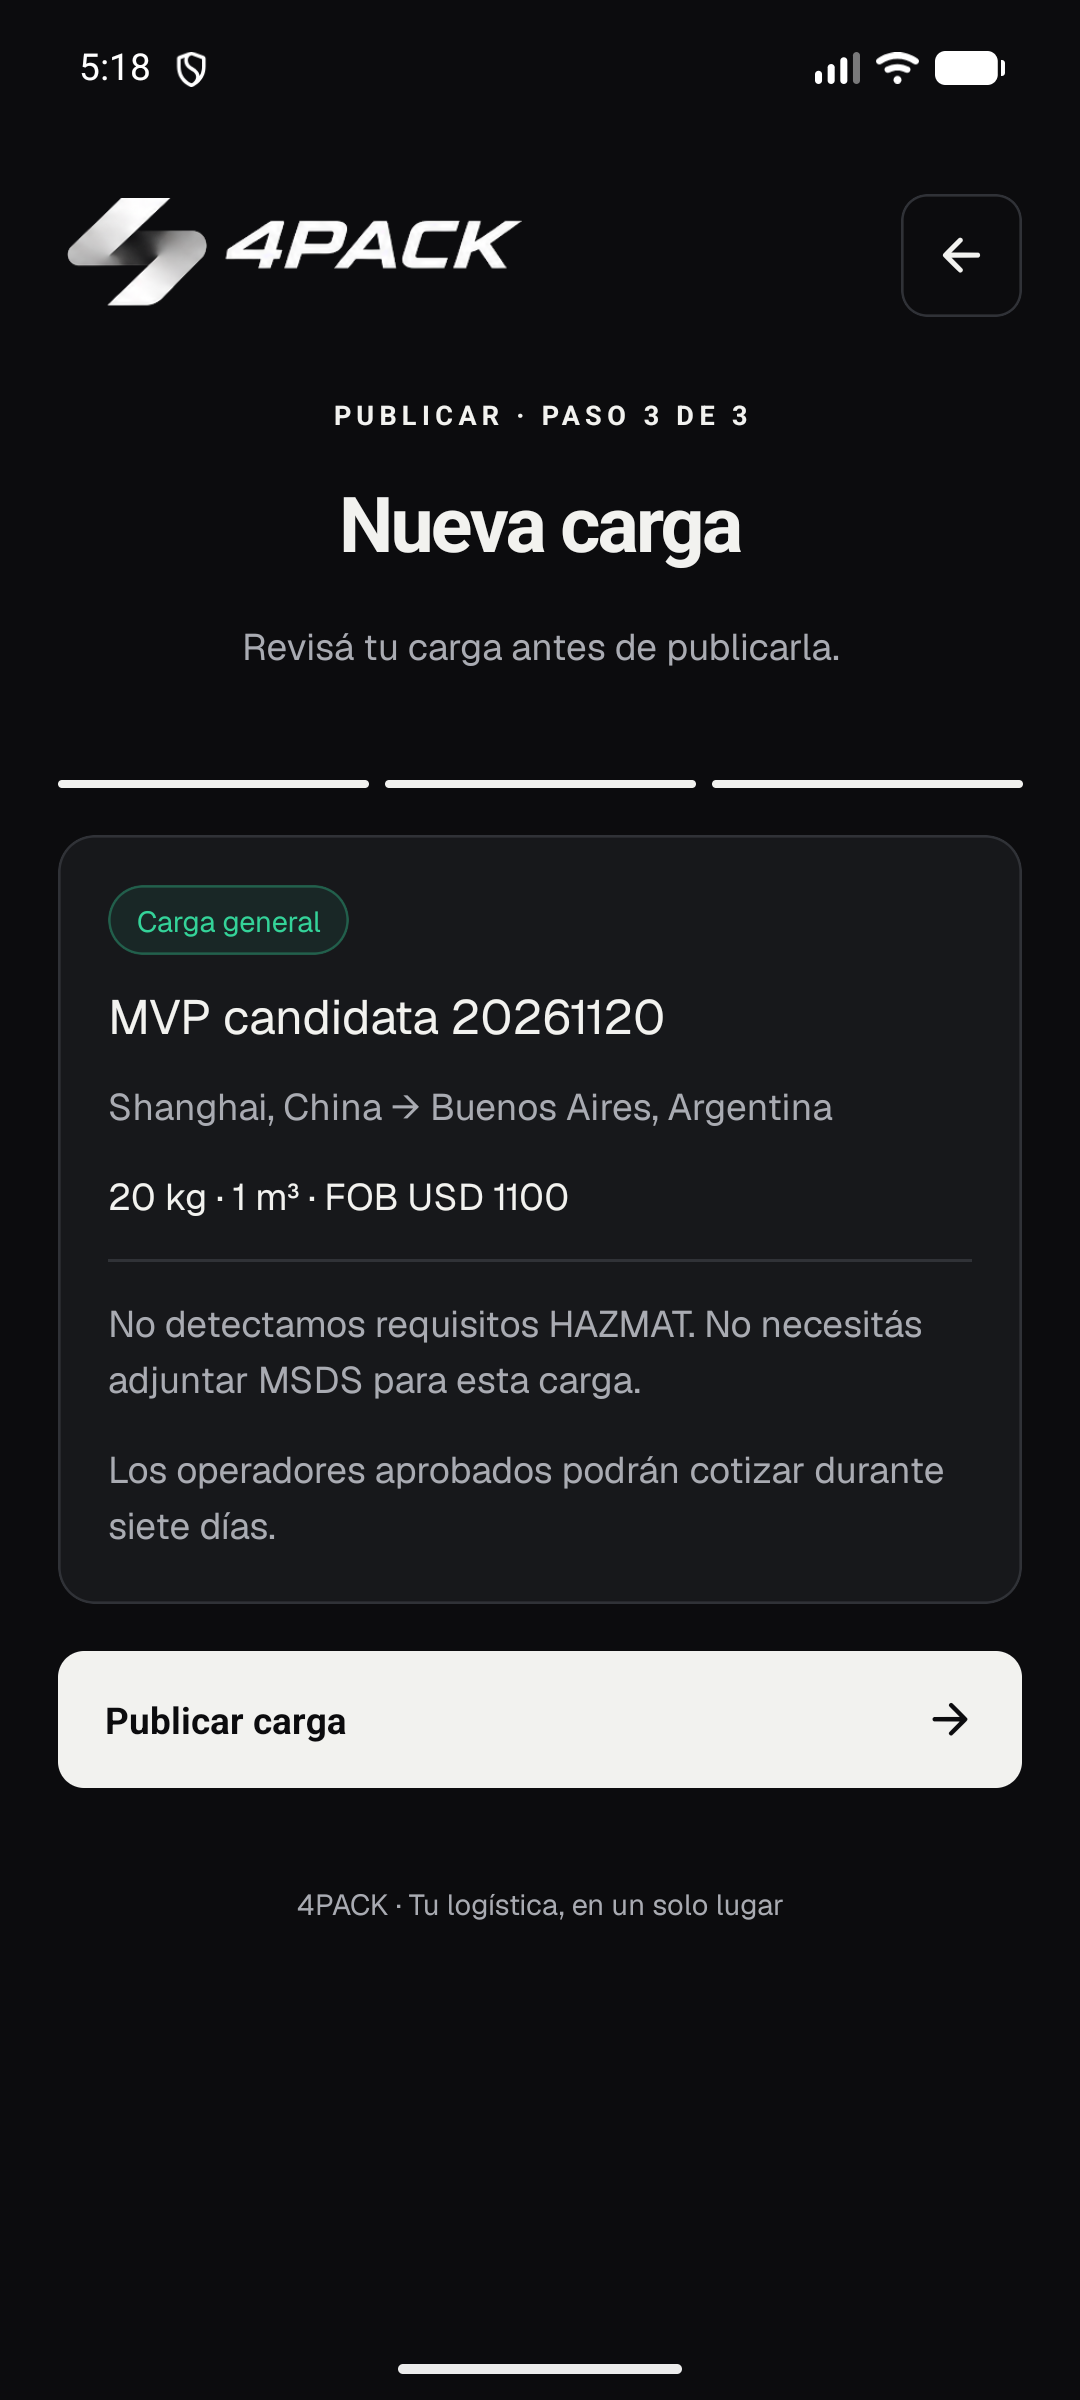 5:18
4PACK
PUBLICAR · PASO 3 DE 3
Nueva carga
Revisá tu carga antes de publicarla.
Carga general
MVP candidata 20261120
Shanghai, China → Buenos Aires, Argentina
20 kg · 1 m³ · FOB USD 1100
No detectamos requisitos HAZMAT. No necesitás
adjuntar MSDS para esta carga.
Los operadores aprobados podrán cotizar durante
siete días.
Publicar carga →
4PACK · Tu logística, en un solo lugar